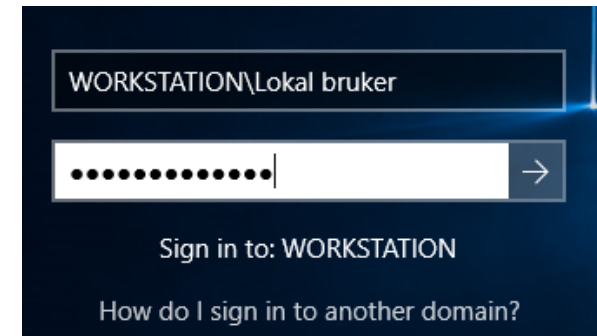 WORKSTATION\Lokal bruker
•••••••••••••
Sign in to: WORKSTATION
How do I sign in to another domain?